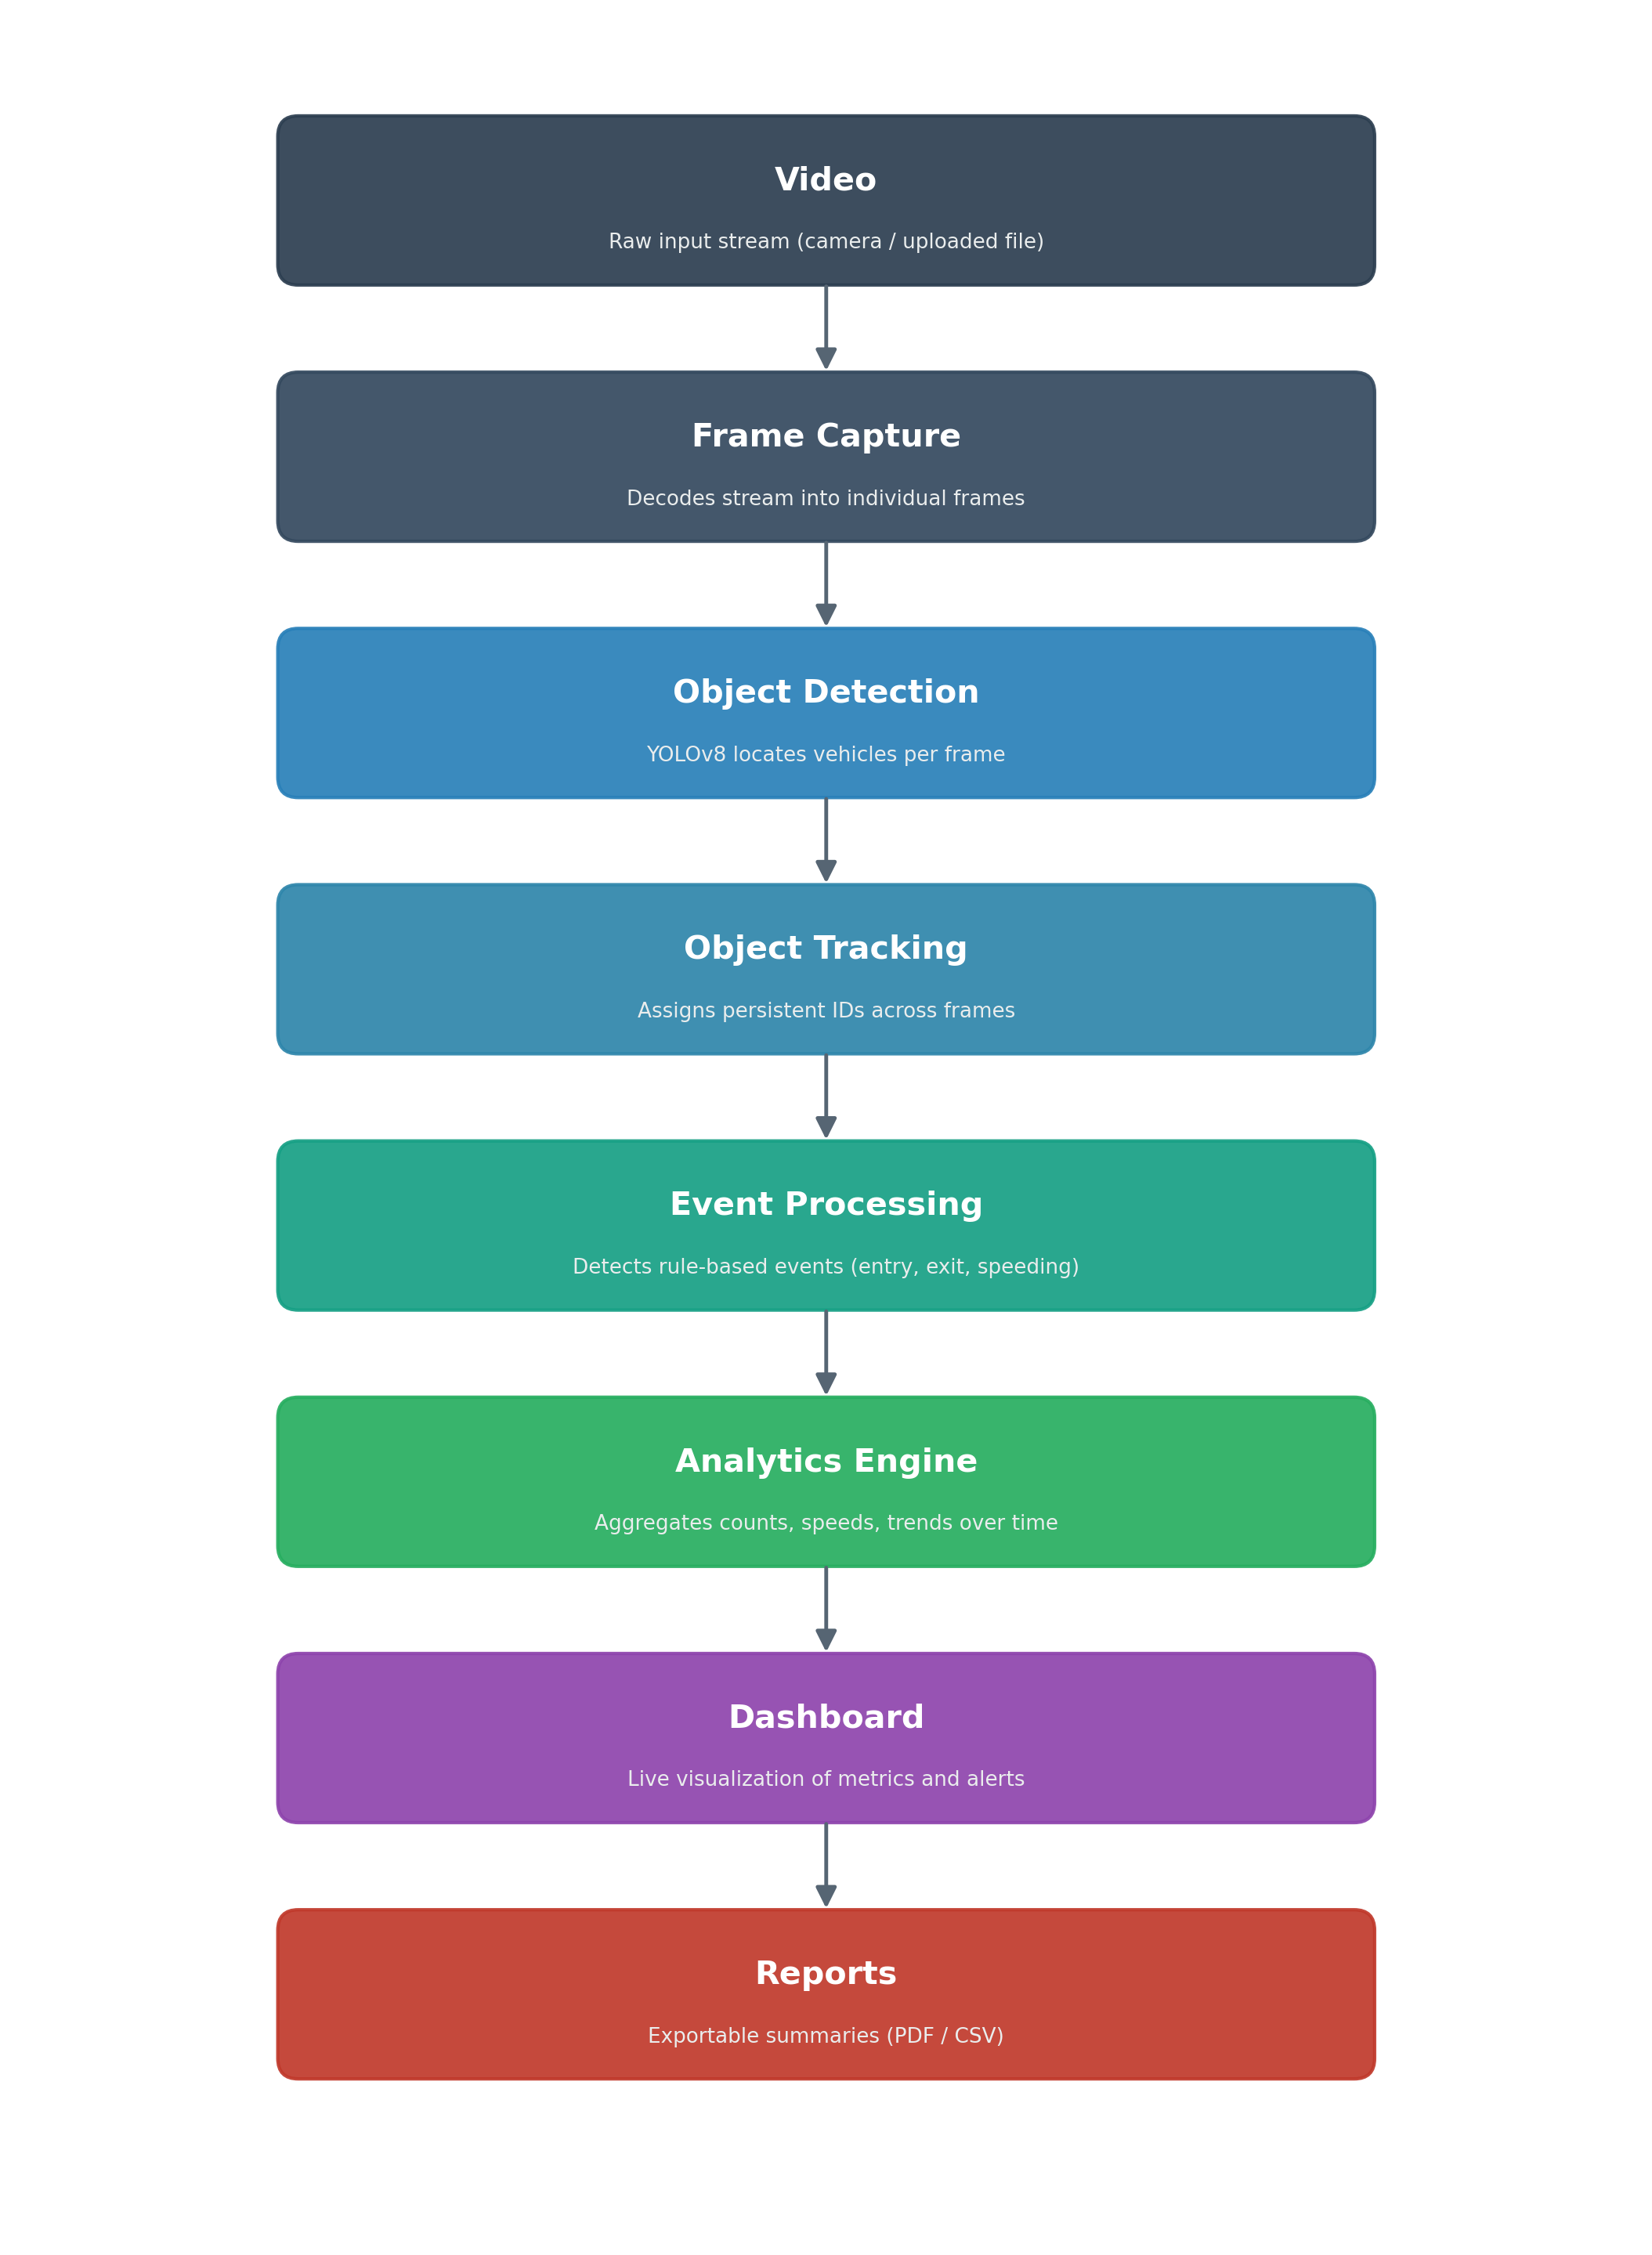 Video
Raw input stream (camera / uploaded file)
Frame Capture
Decodes stream into individual frames
Object Detection
YOLOv8 locates vehicles per frame
Object Tracking
Assigns persistent IDs across frames
Event Processing
Detects rule-based events (entry, exit, speeding)
Analytics Engine
Aggregates counts, speeds, trends over time
Dashboard
Live visualization of metrics and alerts
Reports
Exportable summaries (PDF / CSV)